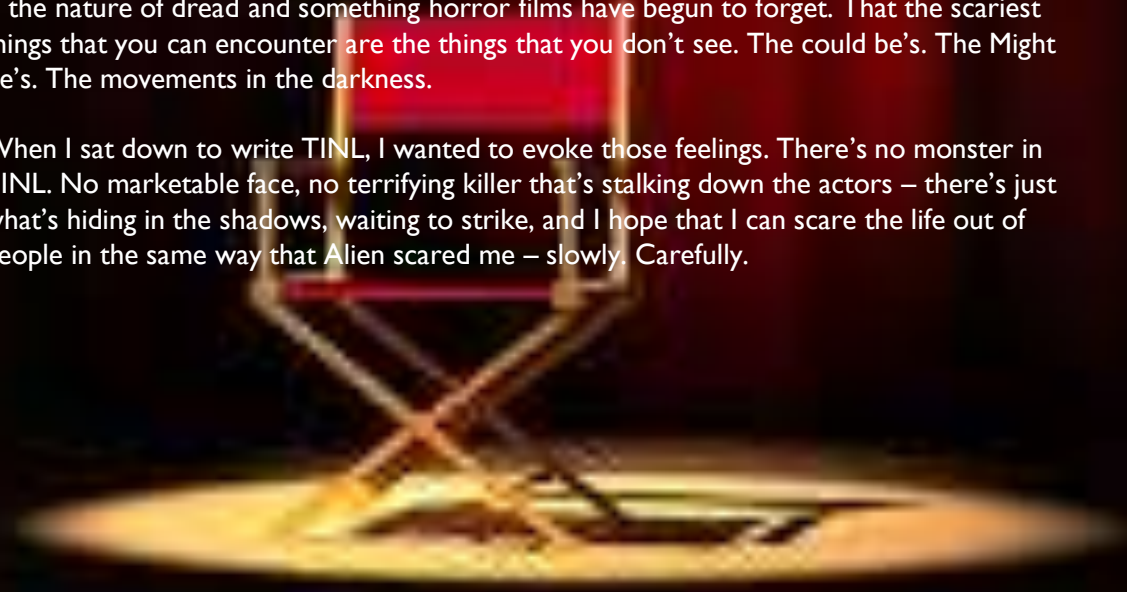 the nature of dread and something horror films have begun to forget. That the scariest
hings that you can encounter are the things that you don't see. The could be's. The Might
e's. The movements in the darkness.
When I sat down to write TINL, I wanted to evoke those feelings. There's no monster in
INL. No marketable face, no terrifying killer that's stalking down the actors – there's just
what's hiding in the shadows, waiting to strike, and I hope that I can scare the life out of
eople in the same way that Alien scared me – slowly. Carefully.